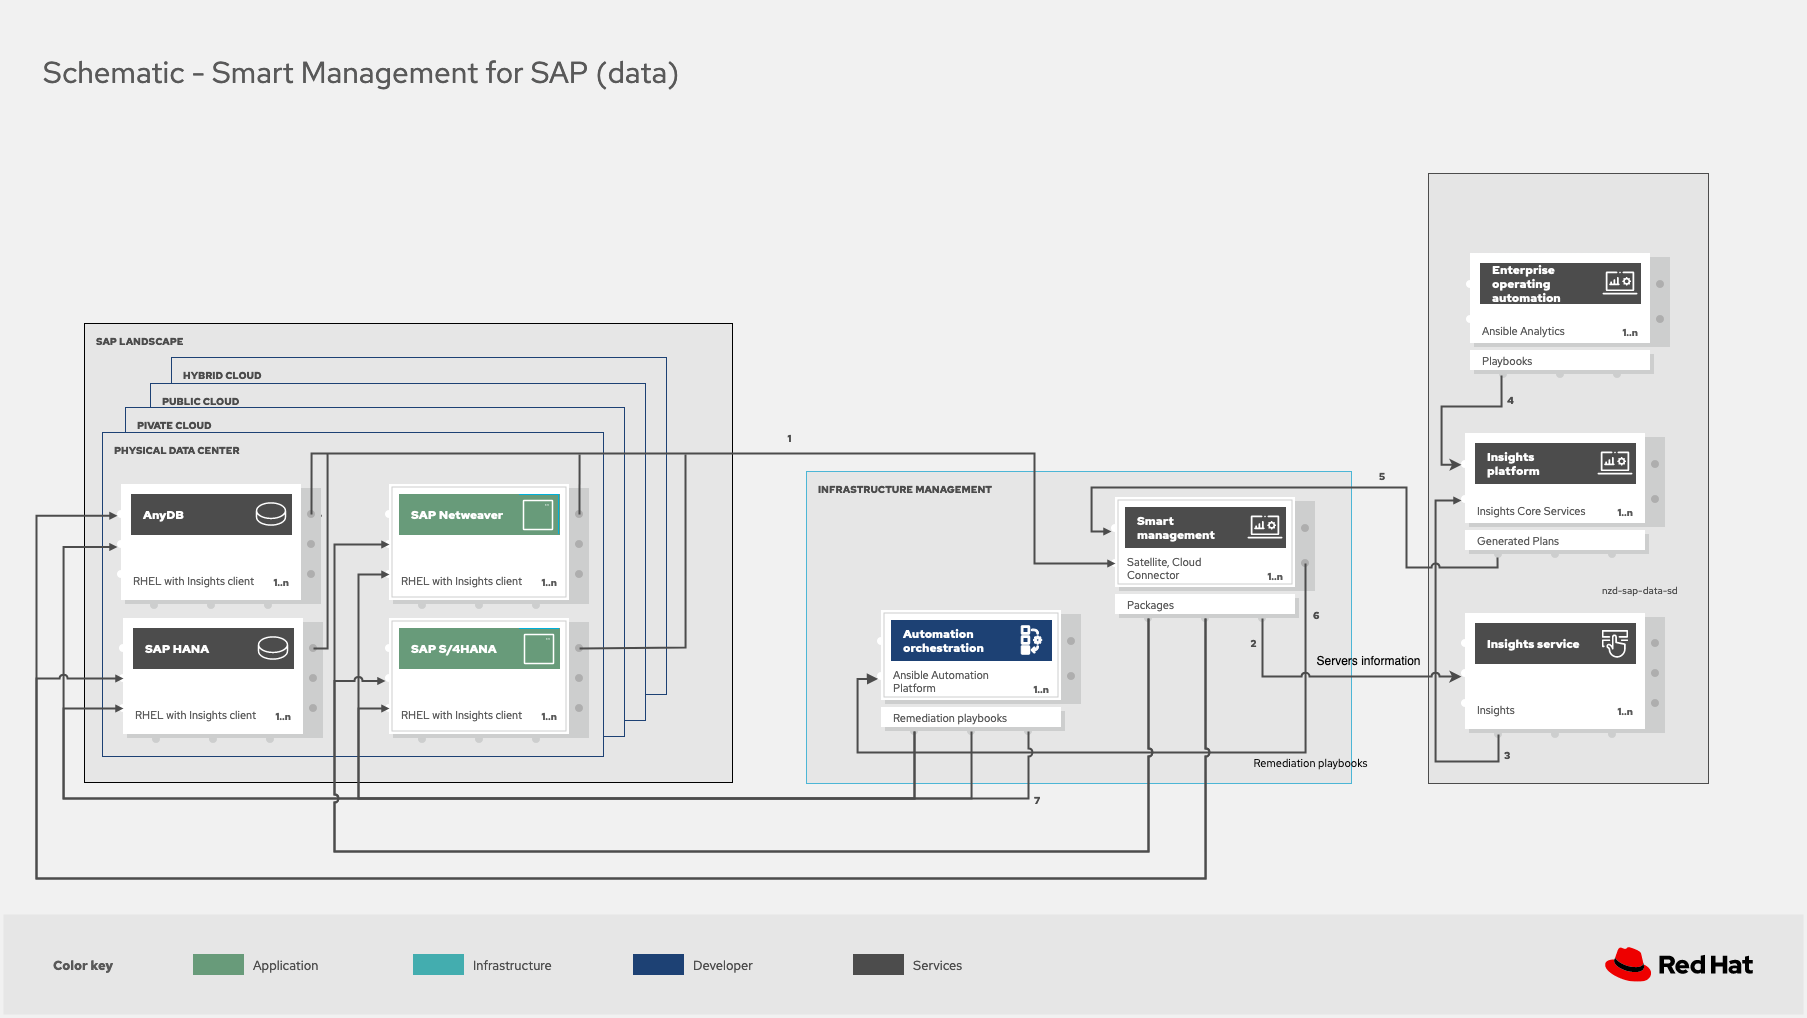 Schematic - Smart Management for SAP (data)
SAP LANDSCAPE
HYBRID CLOUD
PUBLIC CLOUD
PIVATE CLOUD
PHYSICAL DATA CENTER
AnyDB
RHEL with Insights client 1..n
SAP Netweaver
RHEL with Insights client 1..n
SAP HANA
RHEL with Insights client 1..n
SAP S/4HANA
RHEL with Insights client 1..n
1
INFRASTRUCTURE MANAGEMENT
Smart
management
Satellite, Cloud
Connector 1..n
Packages
Automation
orchestration
Ansible Automation
Platform 1..n
Remediation playbooks
2
6
Servers information
Remediation playbooks
7
5
Enterprise
operating
automation
Ansible Analytics 1..n
Playbooks
4
Insights
platform
Insights Core Services 1..n
Generated Plans
nzd-sap-data-sd
Insights service
Insights 1..n
3
Color key
Application
Infrastructure
Developer
Services
Red Hat